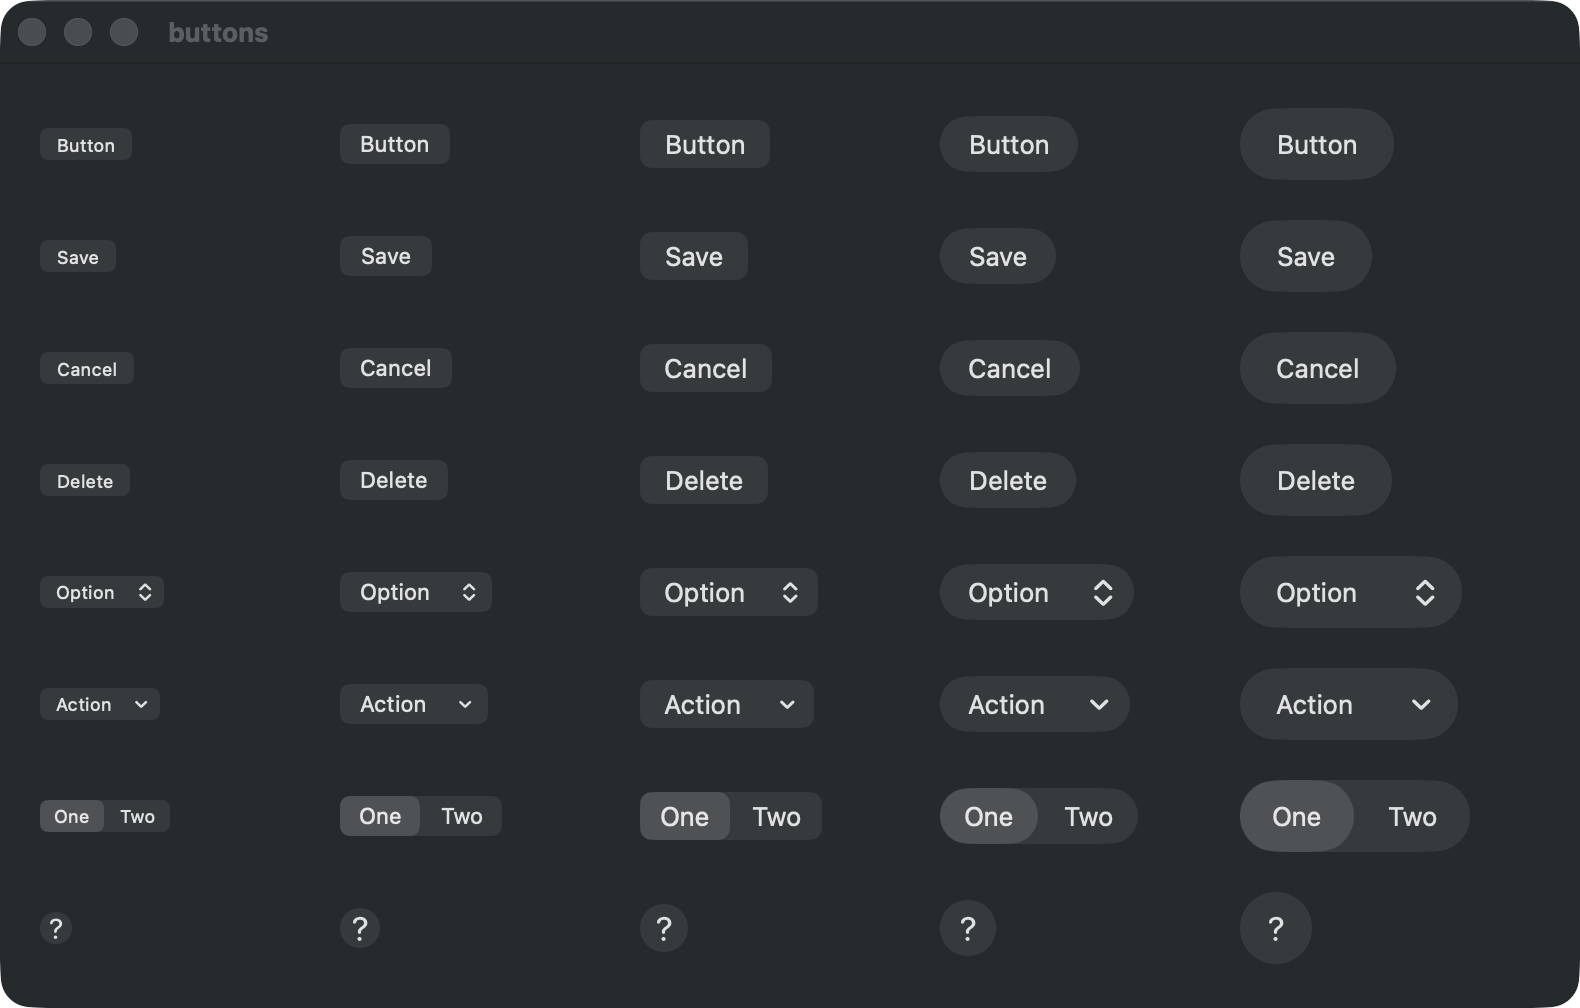 buttons
Button Button Button Button Button
Save Save Save Save Save
Cancel Cancel Cancel Cancel Cancel
Delete Delete Delete Delete Delete
Option Option Option Option Option
Action Action Action Action Action
One Two One Two One Two One Two One Two
? ? ? ? ?